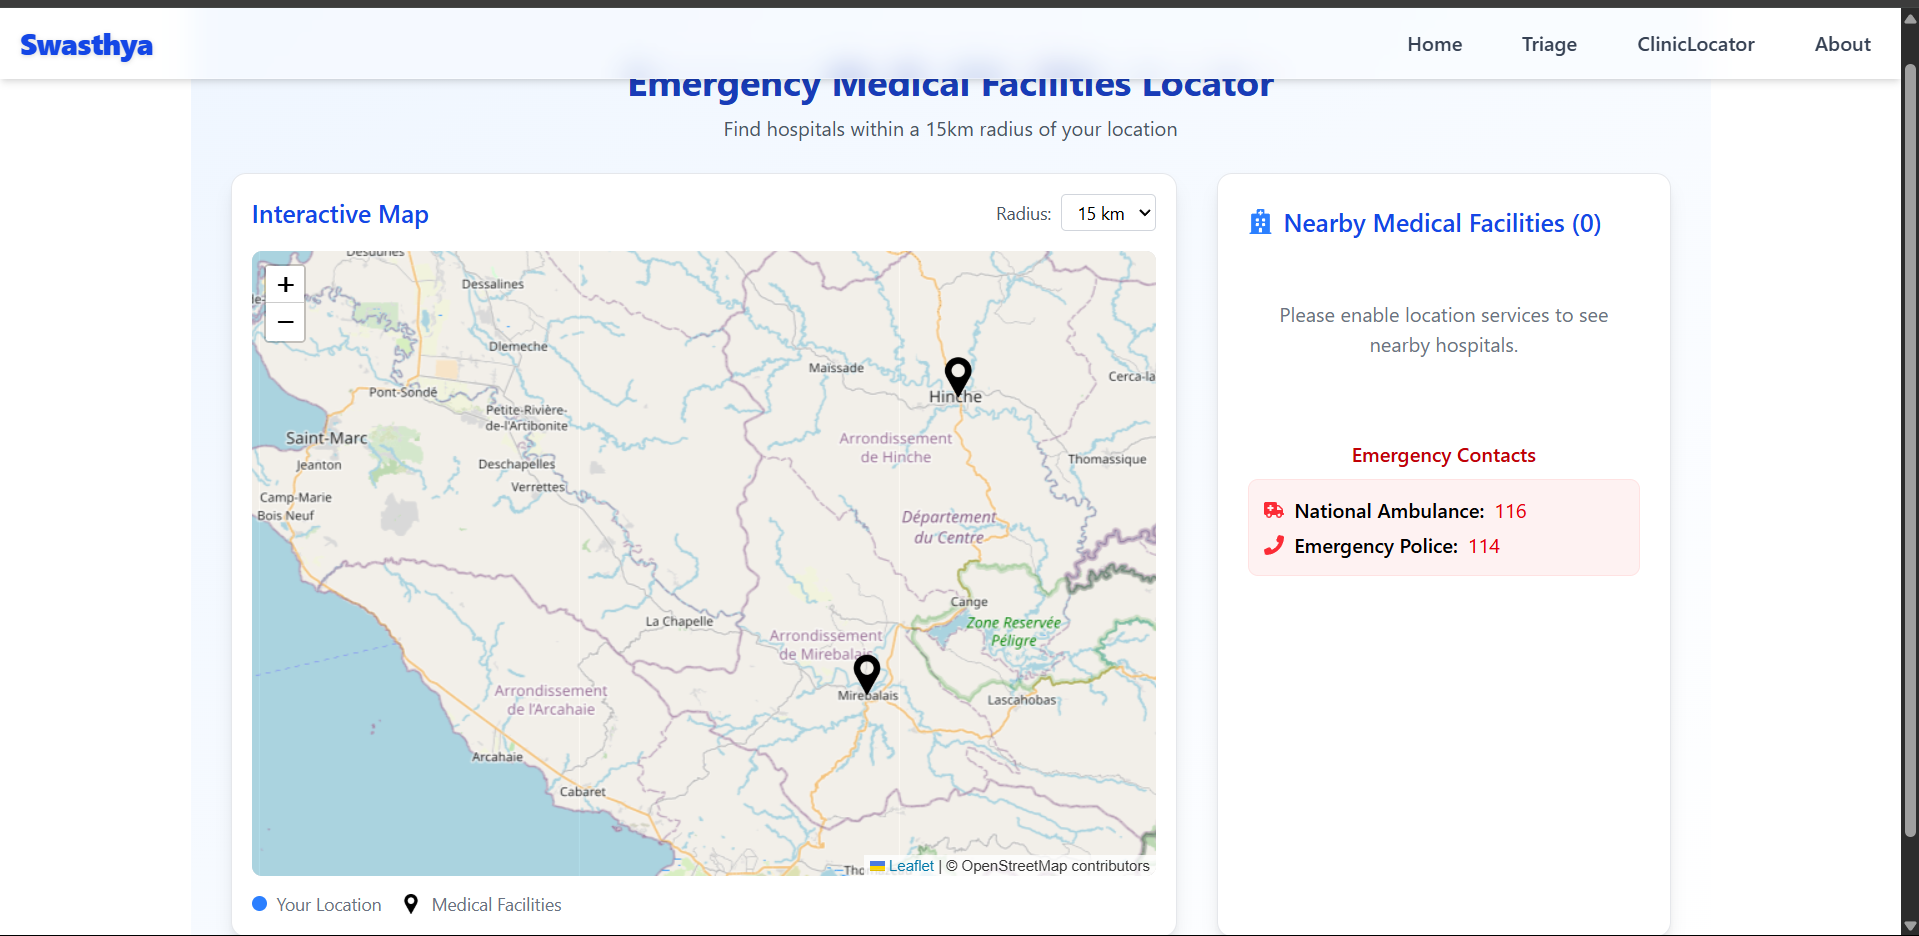 Swasthya
Home
Triage
ClinicLocator
About
Emergency Medical Facilities Locator
Find hospitals within a 15km radius of your location
Interactive Map
Radius:
15 km
+
−
Desdunes
Dessalines
Dlemeche
Maissade
Cerca-la
Pont-Sondé
Hinche
Petite-Rivière-
de-l'Artibonite
Saint-Marc
Arrondissement
de Hinche
Jeanton
Deschapelles
Thomassique
Verrettes
Camp-Marie
Bois Neuf
Département
du Centre
Cange
La Chapelle
Zone Reservée
Péligre
Arrondissement
de Mirebalais
Mirebalais
Lascahobas
Arrondissement
de l'Arcahaie
Arcahaie
Cabaret
Leaflet | © OpenStreetMap contributors
Your Location
Medical Facilities
Nearby Medical Facilities (0)
Please enable location services to see
nearby hospitals.
Emergency Contacts
National Ambulance: 116
Emergency Police: 114